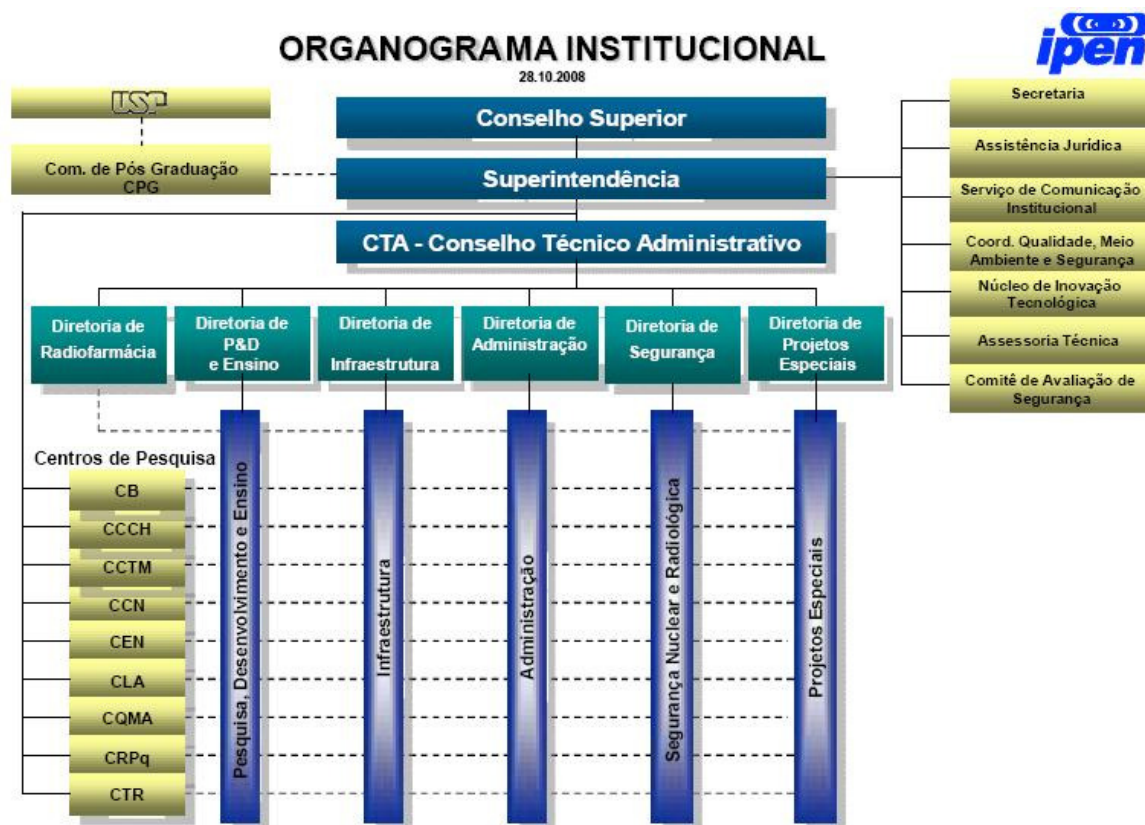 ORGANOGRAMA INSTITUCIONAL
28.10.2008
ipen
USP
Com. de Pós Graduação
CPG
Conselho Superior
Superintendência
CTA - Conselho Técnico Administrativo
Secretaria
Assistência Jurídica
Serviço de Comunicação
Institucional
Coord. Qualidade, Meio
Ambiente e Segurança
Núcleo de Inovação
Tecnológica
Assessoria Técnica
Comitê de Avaliação de
Segurança
Diretoria de
Radiofarmácia
Diretoria de
P&D
e Ensino
Diretoria de
Infraestrutura
Diretoria de
Administração
Diretoria de
Segurança
Diretoria de
Projetos
Especiais
Centros de Pesquisa
CB
CCCH
CCTM
CCN
CEN
CLA
CQMA
CRPq
CTR
Pesquisa, Desenvolvimento e Ensino
Infraestrutura
Administração
Segurança Nuclear e Radiológica
Projetos Especiais